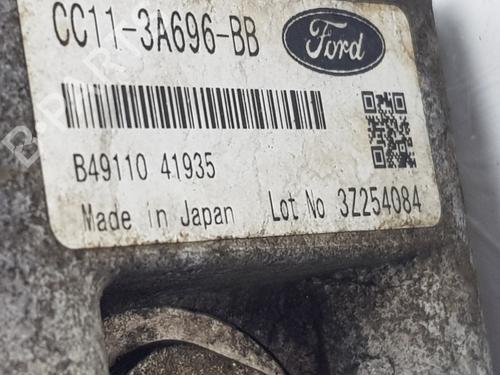 CC11-3A696-BB
Ford
B49110 41935
Made in Japan Lot No 3Z254084